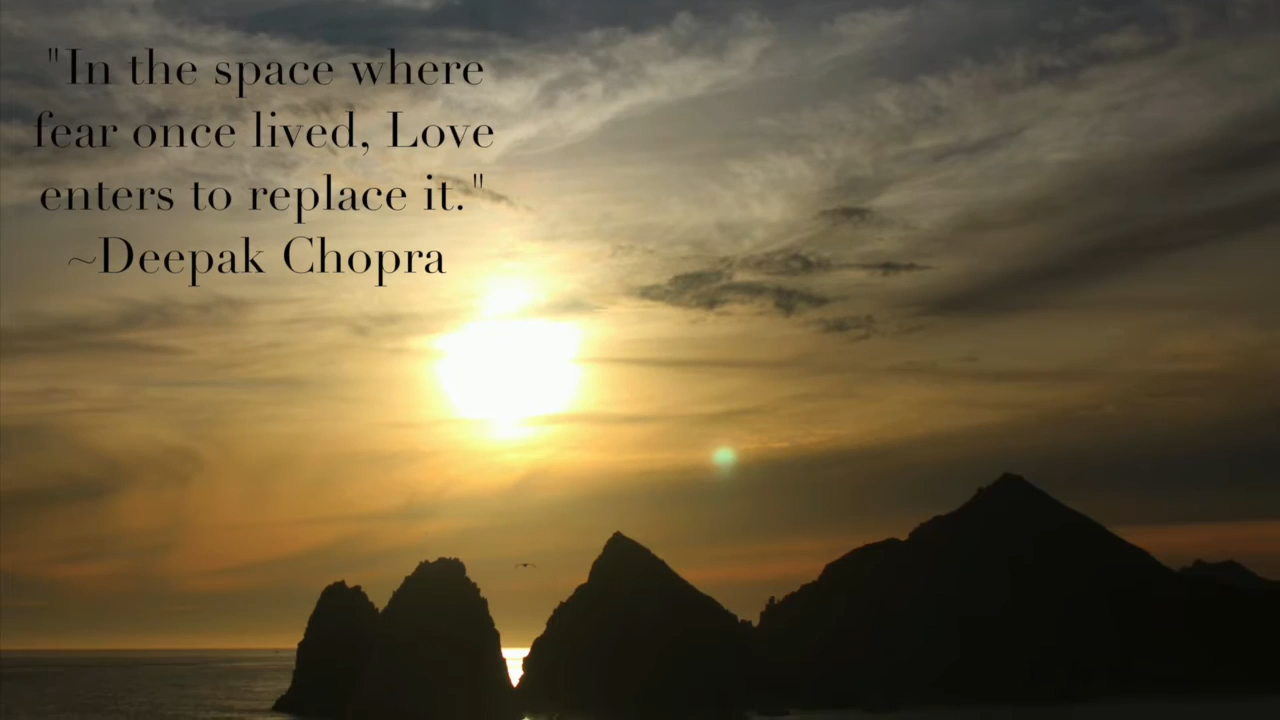 "In the space where
fear once lived, Love
enters to replace it."
~Deepak Chopra